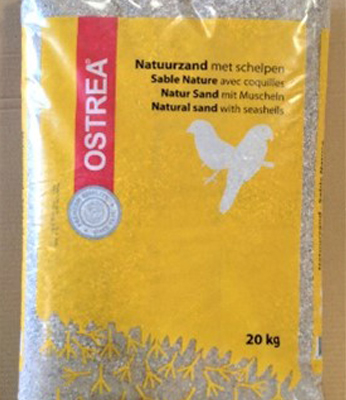 OSTREA®
Natuurzand met schelpen
Sable Nature avec coquilles
Natur Sand mit Muscheln
Natural sand with seashells
20 kg